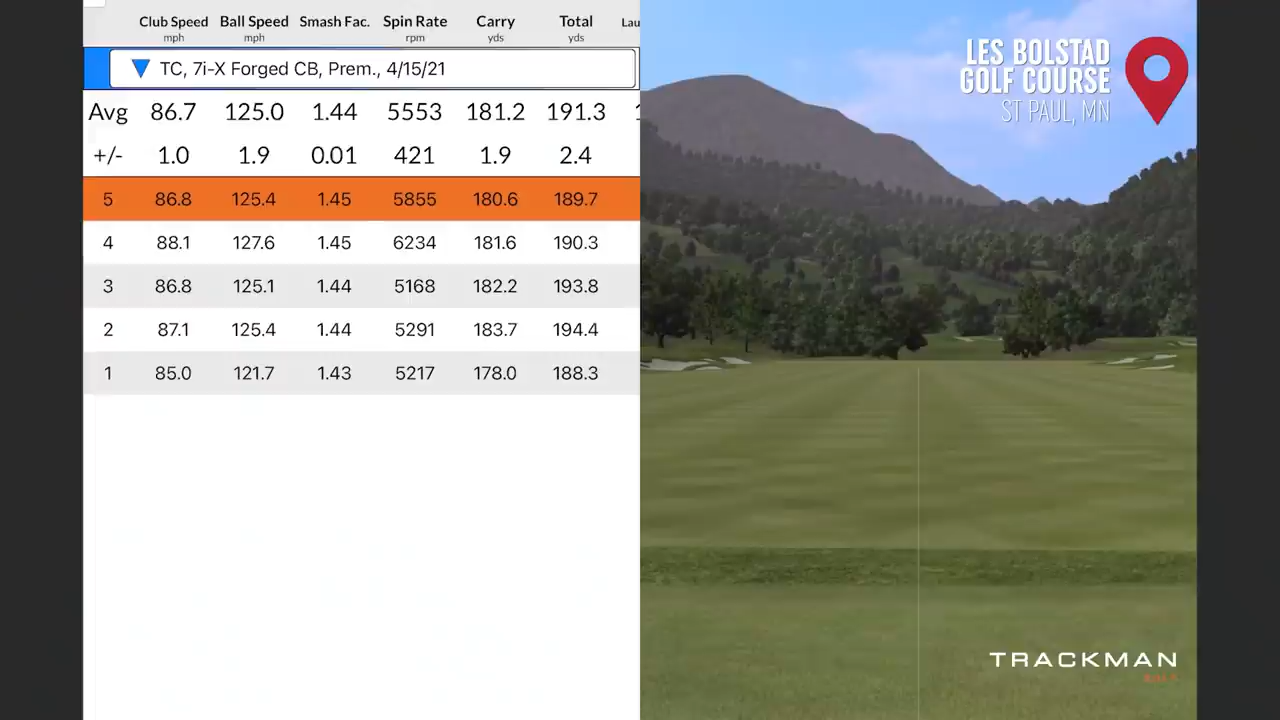 Club Speed Ball Speed Smash Fac. Spin Rate Carry Total
mph mph rpm yds yds
TC, 7i-X Forged CB, Prem., 4/15/21
Avg 86.7 125.0 1.44 5553 181.2 191.3
+/- 1.0 1.9 0.01 421 1.9 2.4
5 86.8 125.4 1.45 5855 180.6 189.7
4 88.1 127.6 1.45 6234 181.6 190.3
3 86.8 125.1 1.44 5168 182.2 193.8
2 87.1 125.4 1.44 5291 183.7 194.4
1 85.0 121.7 1.43 5217 178.0 188.3
LES BOLSTAD
GOLF COURSE
ST PAUL, MN
TRACKMAN